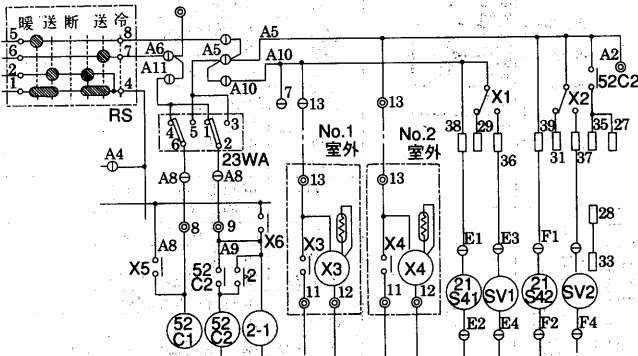 暖 送 断 送 冷
5 8
A6 A5 A5 A2
6 7
A11 A10 A10 52C2
2
1 4
RS
7 13 13 X1 X2
4 5 1 3
6 2
No.1 No.2
室外 室外
38 29 39 31 37 35 27
36
23WA
A4 A8 A8
13 13
28
8 9
X6
E1 E3 F1
A8 A9
X5 52 2 X3 X3 X4 X4
C2
33
21 SV1 21 SV2
S41 S42
11 12 11 12
52 52 2-1
C1 C2
E2 E4 F2 F4